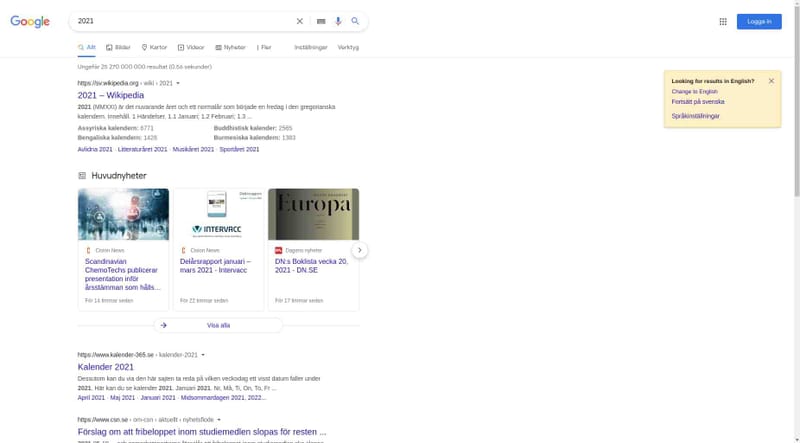 Google
2021
Logga in
Allt Bilder Kartor Videor Nyheter Fler Inställningar Verktyg
Ungefär 25 270 000 000 resultat (0,56 sekunder)
https://sv.wikipedia.org › wiki › 2021
2021 – Wikipedia
2021 (MMXXI) är det nuvarande året och ett normalår som började en fredag i den gregorianska
kalendern. Innehåll. 1 Händelser. 1.1 Januari; 1.2 Februari; 1.3 ...
Assyriska kalendern: 6771 Buddhistisk kalender: 2565
Bengaliska kalendern: 1428 Burmesiska kalendern: 1383
Avlidna 2021 · Litteraturåret 2021 · Musikåret 2021 · Sportåret 2021
Looking for results in English?
Change to English
Fortsätt på svenska
Språkinställningar
Huvudnyheter
INTERVACC
Europa
Cision News
Scandinavian
ChemoTechs publicerar
presentation inför
årsstämman som hålls...
För 14 timmar sedan
Cision News
Delårsrapport januari –
mars 2021 - Intervacc
För 22 timmar sedan
Dagens nyheter
DN:s Boklista vecka 20,
2021 - DN.SE
För 17 timmar sedan
Visa alla
https://www.kalender-365.se › kalender-2021
Kalender 2021
Dessutom kan du via den här sajten ta reda på vilken veckodag ett visst datum faller under
2021. Här kan du se kalender 2021. Januari 2021. Nr, Må, Ti, On, To, Fr ...
April 2021 · Maj 2021 · Januari 2021 · Midsommardagen 2021, 2022...
https://www.csn.se › om-csn › aktuellt › nyhetsflode
Förslag om att fribeloppet inom studiemedlen slopas för resten ...